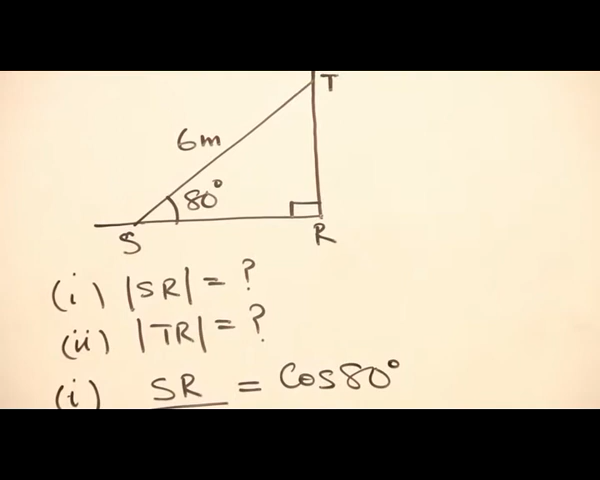 T
6m
80°
S
R
(i) |SR| = ?
(ii) |TR| = ?
(i) SR = Cos80°